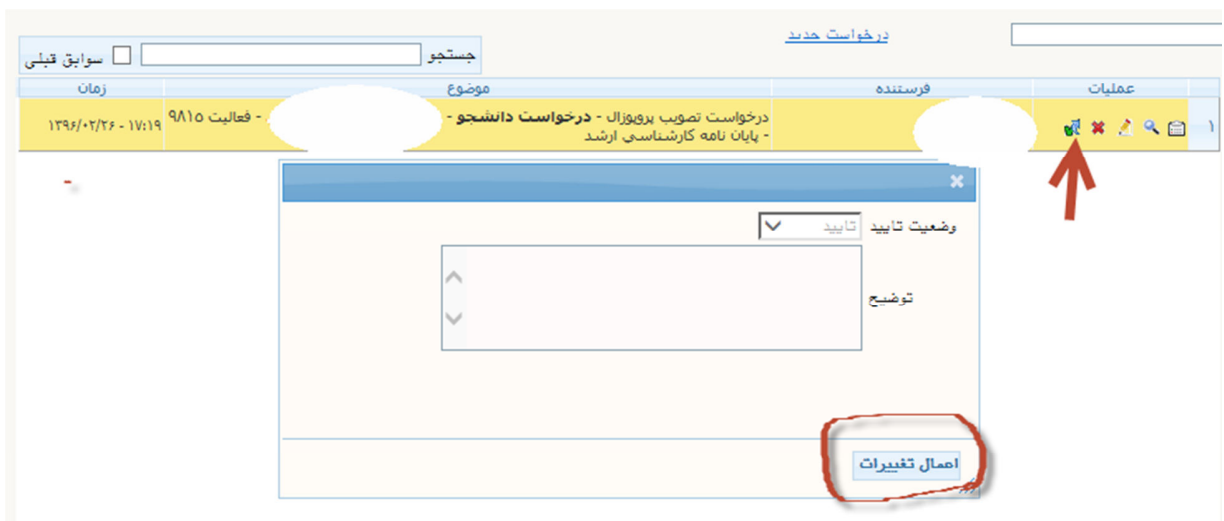 درخواست جدید
جستجو
سوابق قبلی
عملیات
فرستنده
موضوع
زمان
۱
درخواست تصویب پروپوزال - درخواست دانشجو - - فعالیت ۹۸۱۵
- پایان نامه کارشناسی ارشد
۱۳۹۶/۰۲/۲۶ - ۱۷:۱۹
وضعیت تایید
تایید
توضیح
اعمال تغییرات